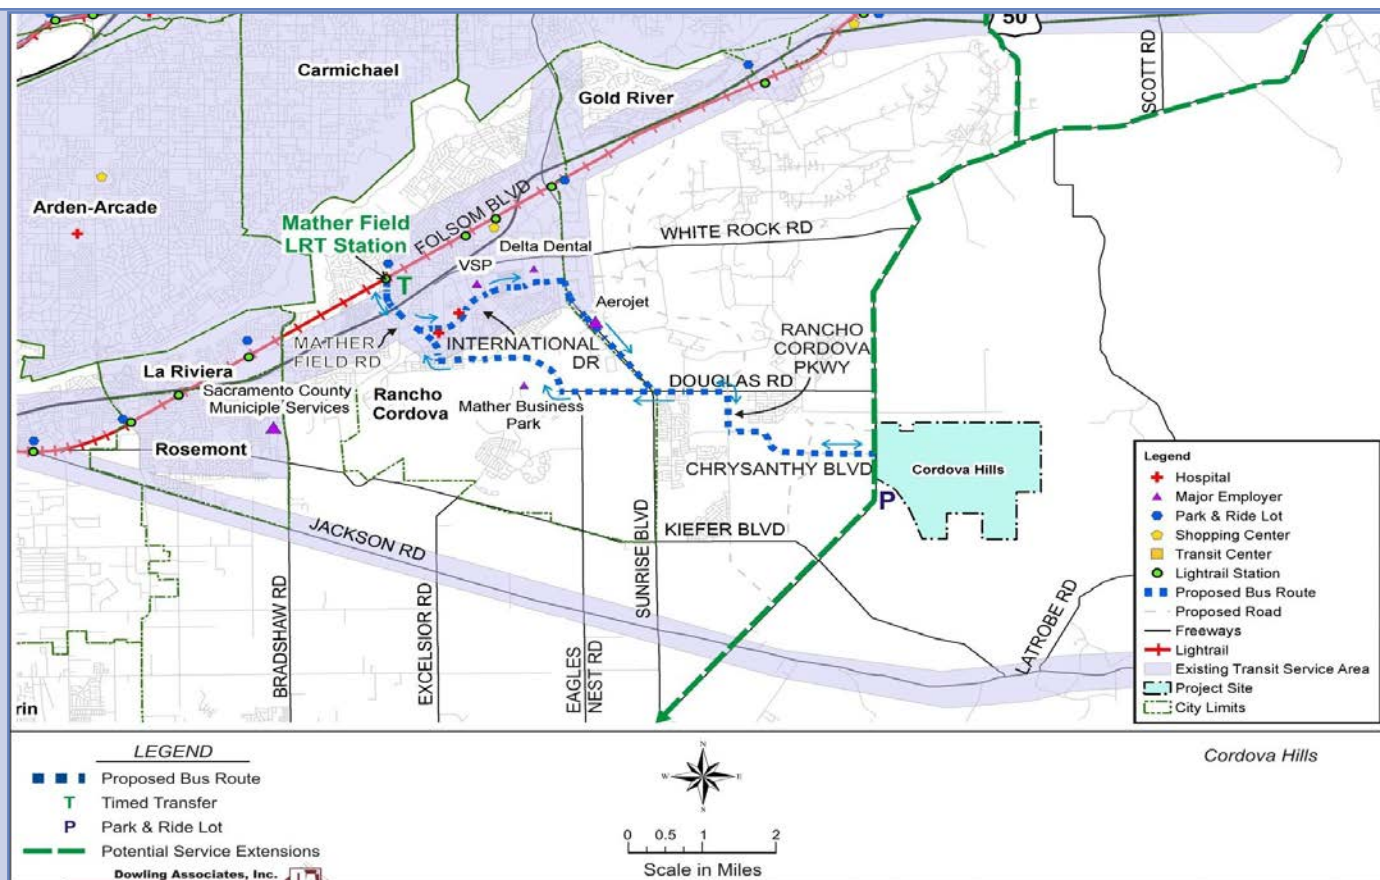 50
SCOTT RD
Carmichael
Gold River
Arden-Arcade
Mather Field
LRT Station
FOLSOM BLVD
WHITE ROCK RD
Delta Dental
VSP
T
Aerojet
RANCHO
CORDOVA
PKWY
MATHER
FIELD RD
INTERNATIONAL
DR
La Riviera
DOUGLAS RD
Sacramento County
Municiple Services
Rancho
Cordova
Mather Business
Park
Rosemont
CHRYSANTHY BLVD
Cordova Hills
P
JACKSON RD
KIEFER BLVD
SUNRISE BLVD
BRADSHAW RD
EXCELSIOR RD
EAGLES
NEST RD
LATROBE RD
rin
Legend
Hospital
Major Employer
Park & Ride Lot
Shopping Center
Transit Center
Lightrail Station
Proposed Bus Route
Proposed Road
Freeways
Lightrail
Existing Transit Service Area
Project Site
City Limits
LEGEND
Proposed Bus Route
T Timed Transfer
P Park & Ride Lot
Potential Service Extensions
Dowling Associates, Inc.
N
W E
S
0 0.5 1 2
Scale in Miles
Cordova Hills